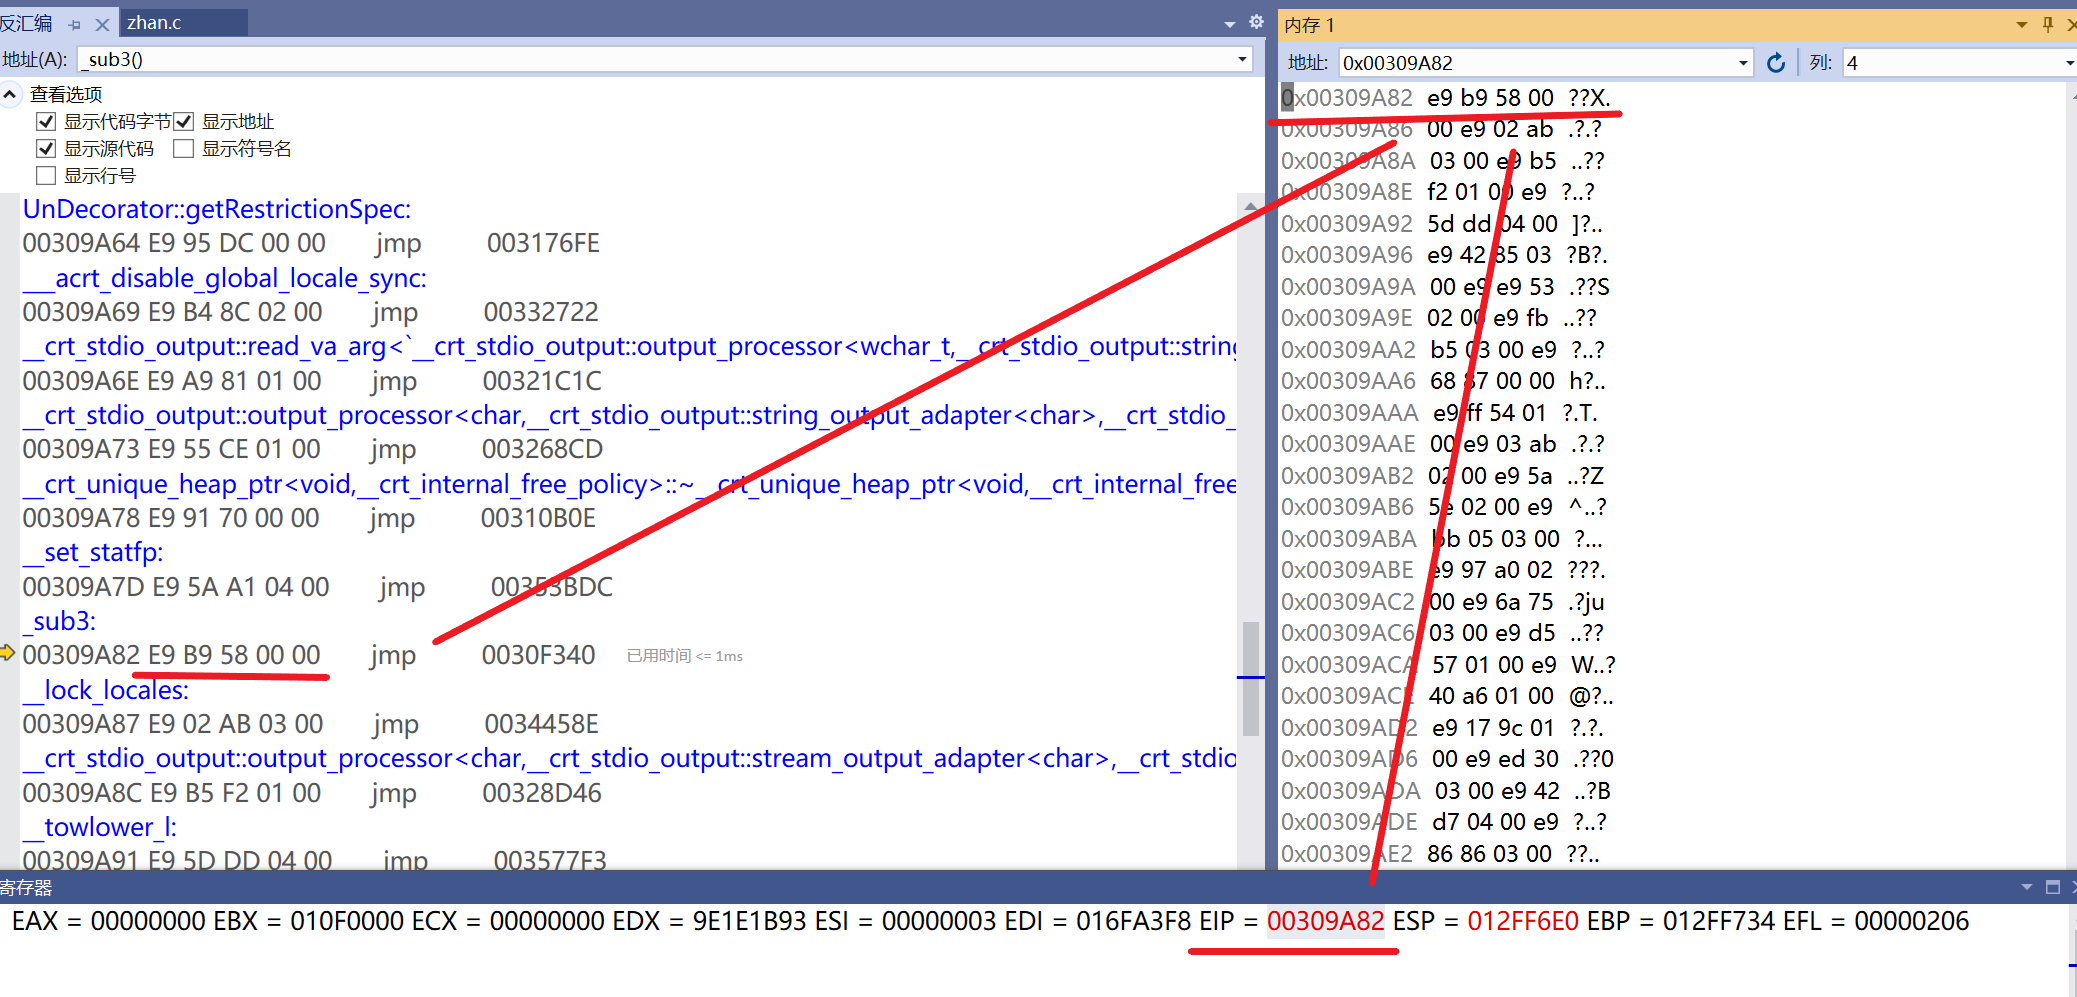 反汇编 zhan.c
地址(A): _sub3()
查看选项
显示代码字节 显示地址
显示源代码 显示符号名
显示行号
UnDecorator::getRestrictionSpec:
00309A64 E9 95 DC 00 00 jmp 003176FE
___acrt_disable_global_locale_sync:
00309A69 E9 B4 8C 02 00 jmp 00332722
__crt_stdio_output::read_va_arg<`__crt_stdio_output::output_processor<wchar_t,__crt_stdio_output::string
00309A6E E9 A9 81 01 00 jmp 00321C1C
__crt_stdio_output::output_processor<char,__crt_stdio_output::string_output_adapter<char>,__crt_stdio_
00309A73 E9 55 CE 01 00 jmp 003268CD
__crt_unique_heap_ptr<void,__crt_internal_free_policy>::~__crt_unique_heap_ptr<void,__crt_internal_free
00309A78 E9 91 70 00 00 jmp 00310B0E
__set_statfp:
00309A7D E9 5A A1 04 00 jmp 00353BDC
_sub3:
00309A82 E9 B9 58 00 00 jmp 0030F340 已用时间 <= 1ms
__lock_locales:
00309A87 E9 02 AB 03 00 jmp 0034458E
__crt_stdio_output::output_processor<char,__crt_stdio_output::stream_output_adapter<char>,__crt_stdio
00309A8C E9 B5 F2 01 00 jmp 00328D46
__towlower_l:
00309A91 E9 5D DD 04 00 jmp 003577F3
内存 1
地址: 0x00309A82 列: 4
0x00309A82 e9 b9 58 00 ??X.
0x00309A86 00 e9 02 ab .?.?
0x00309A8A 03 00 e9 b5 ..??
0x00309A8E f2 01 00 e9 ?..?
0x00309A92 5d dd 04 00 ]?..
0x00309A96 e9 42 85 03 ?B?.
0x00309A9A 00 e9 e9 53 .??S
0x00309A9E 02 00 e9 fb ..??
0x00309AA2 b5 03 00 e9 ?..?
0x00309AA6 68 87 00 00 h?..
0x00309AAA e9 ff 54 01 ?.T.
0x00309AAE 00 e9 03 ab .?.?
0x00309AB2 02 00 e9 5a ..?Z
0x00309AB6 5e 02 00 e9 ^..?
0x00309ABA bb 05 03 00 ?...
0x00309ABE e9 97 a0 02 ???.
0x00309AC2 00 e9 6a 75 .?ju
0x00309AC6 03 00 e9 d5 ..??
0x00309ACA 57 01 00 e9 W..?
0x00309ACE 40 a6 01 00 @?..
0x00309AD2 e9 17 9c 01 ?.?.
0x00309AD6 00 e9 ed 30 .??0
0x00309ADA 03 00 e9 42 ..?B
0x00309ADE d7 04 00 e9 ?..?
0x00309AE2 86 86 03 00 ??..
寄存器
EAX = 00000000 EBX = 010F0000 ECX = 00000000 EDX = 9E1E1B93 ESI = 00000003 EDI = 016FA3F8 EIP = 00309A82 ESP = 012FF6E0 EBP = 012FF734 EFL = 00000206